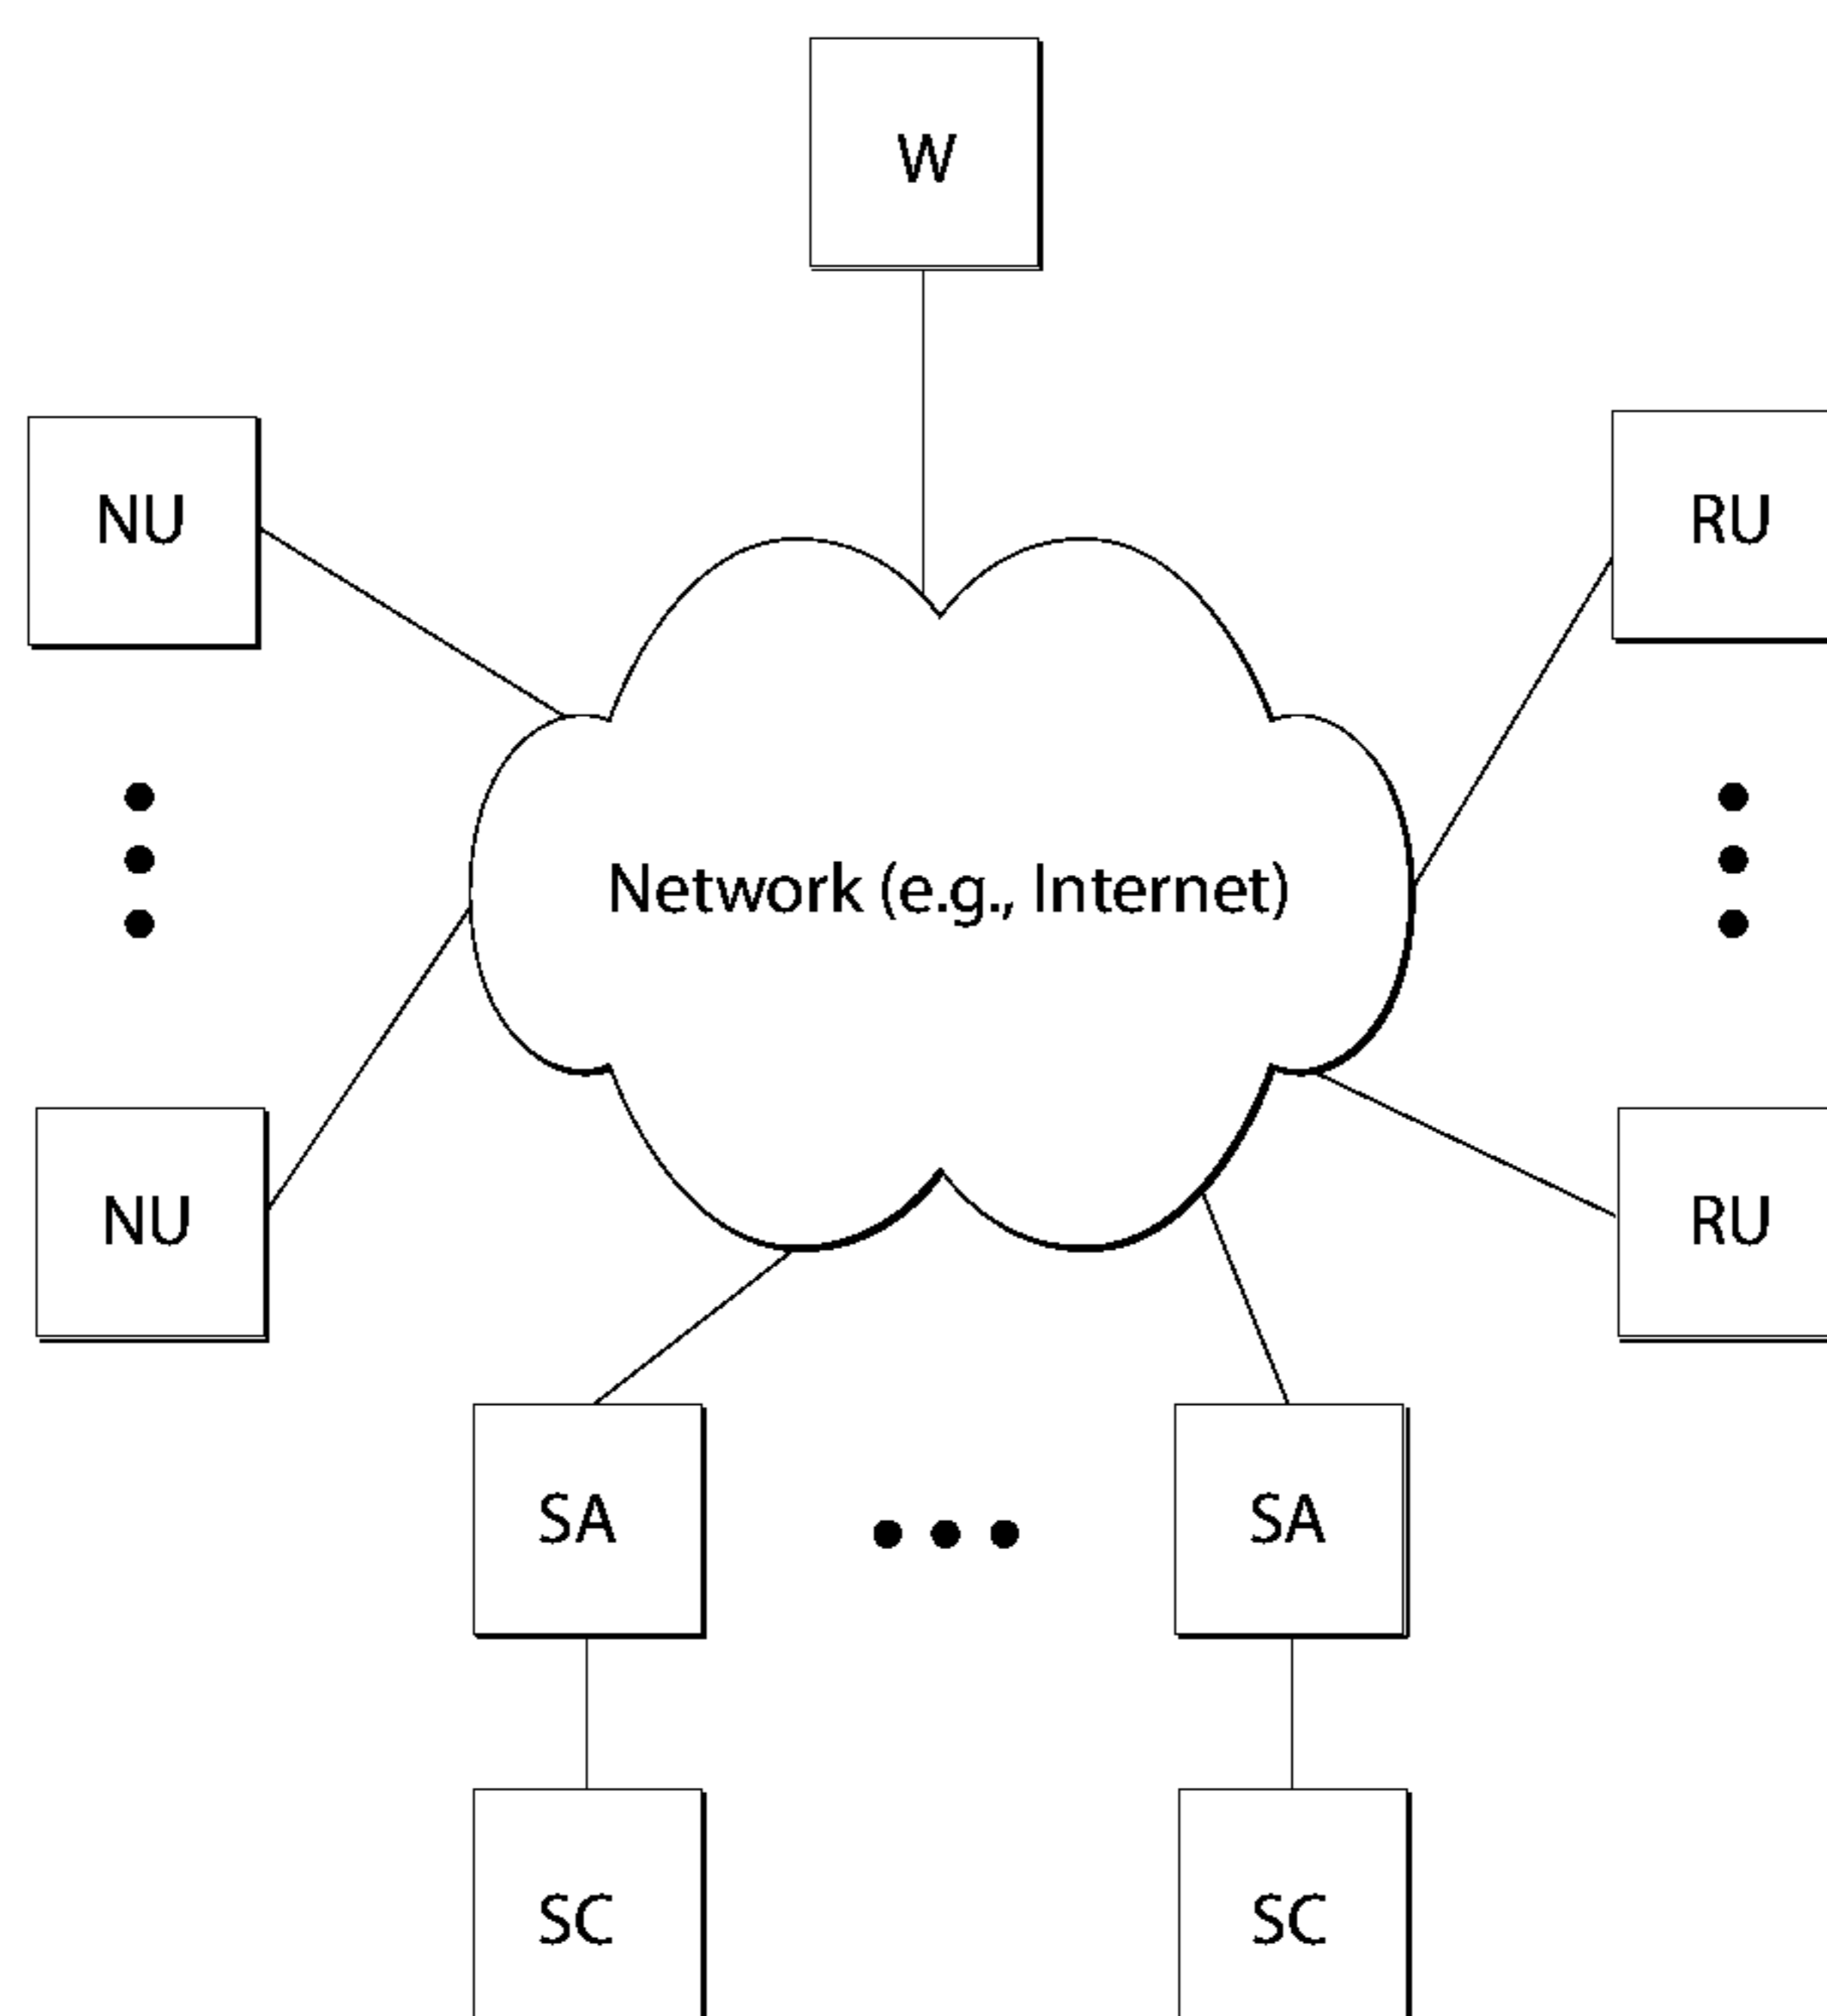 W
NU
RU
Network (e.g., Internet)
NU
RU
SA
SA
SC
SC